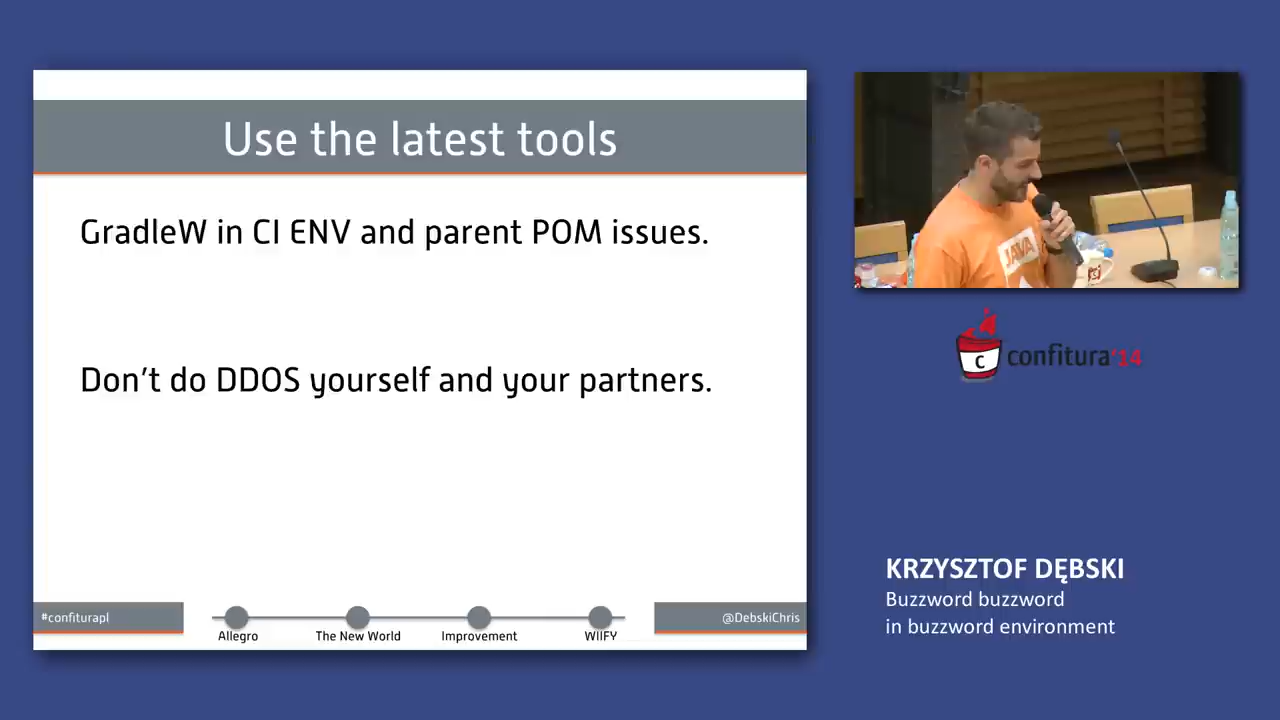 Use the latest tools
GradleW in CI ENV and parent POM issues.
Don't do DDOS yourself and your partners.
#confiturapl
Allegro
The New World
Improvement
WIIFY
@DebskiChris
JAVA
C
confitura'14
KRZYSZTOF DĘBSKI
Buzzword buzzword
in buzzword environment